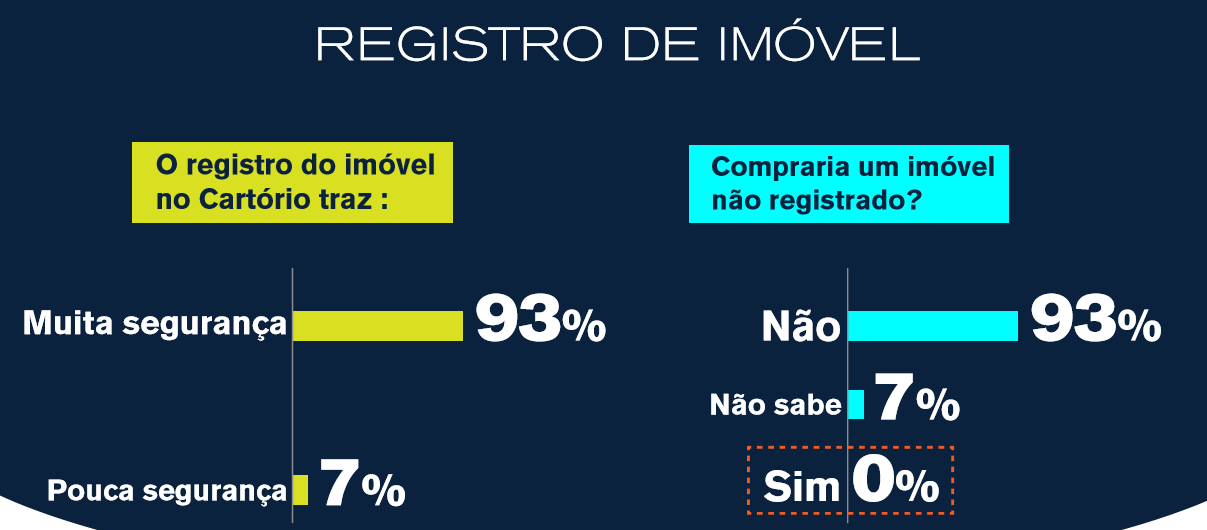 REGISTRO DE IMÓVEL
O registro do imóvel
no Cartório traz :
Muita segurança 93%
Pouca segurança 7%
Compraria um imóvel
não registrado?
Não 93%
Não sabe 7%
Sim 0%